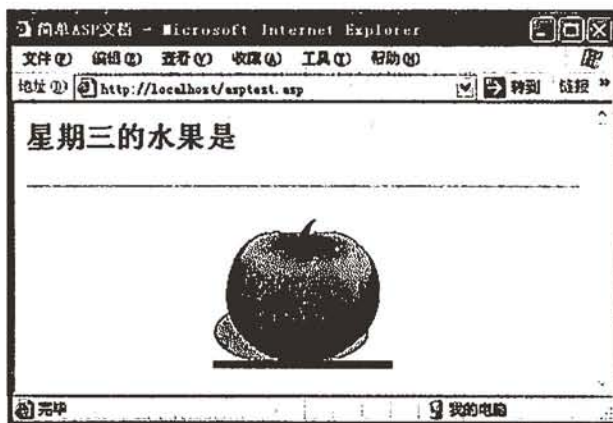 简单ASP文档 - Microsoft Internet Explorer
文件(F) 编辑(E) 查看(V) 收藏(A) 工具(T) 帮助(H)
地址(D) http://localhost/asptest.asp 转到 链接 »
星期三的水果是
完毕 我的电脑